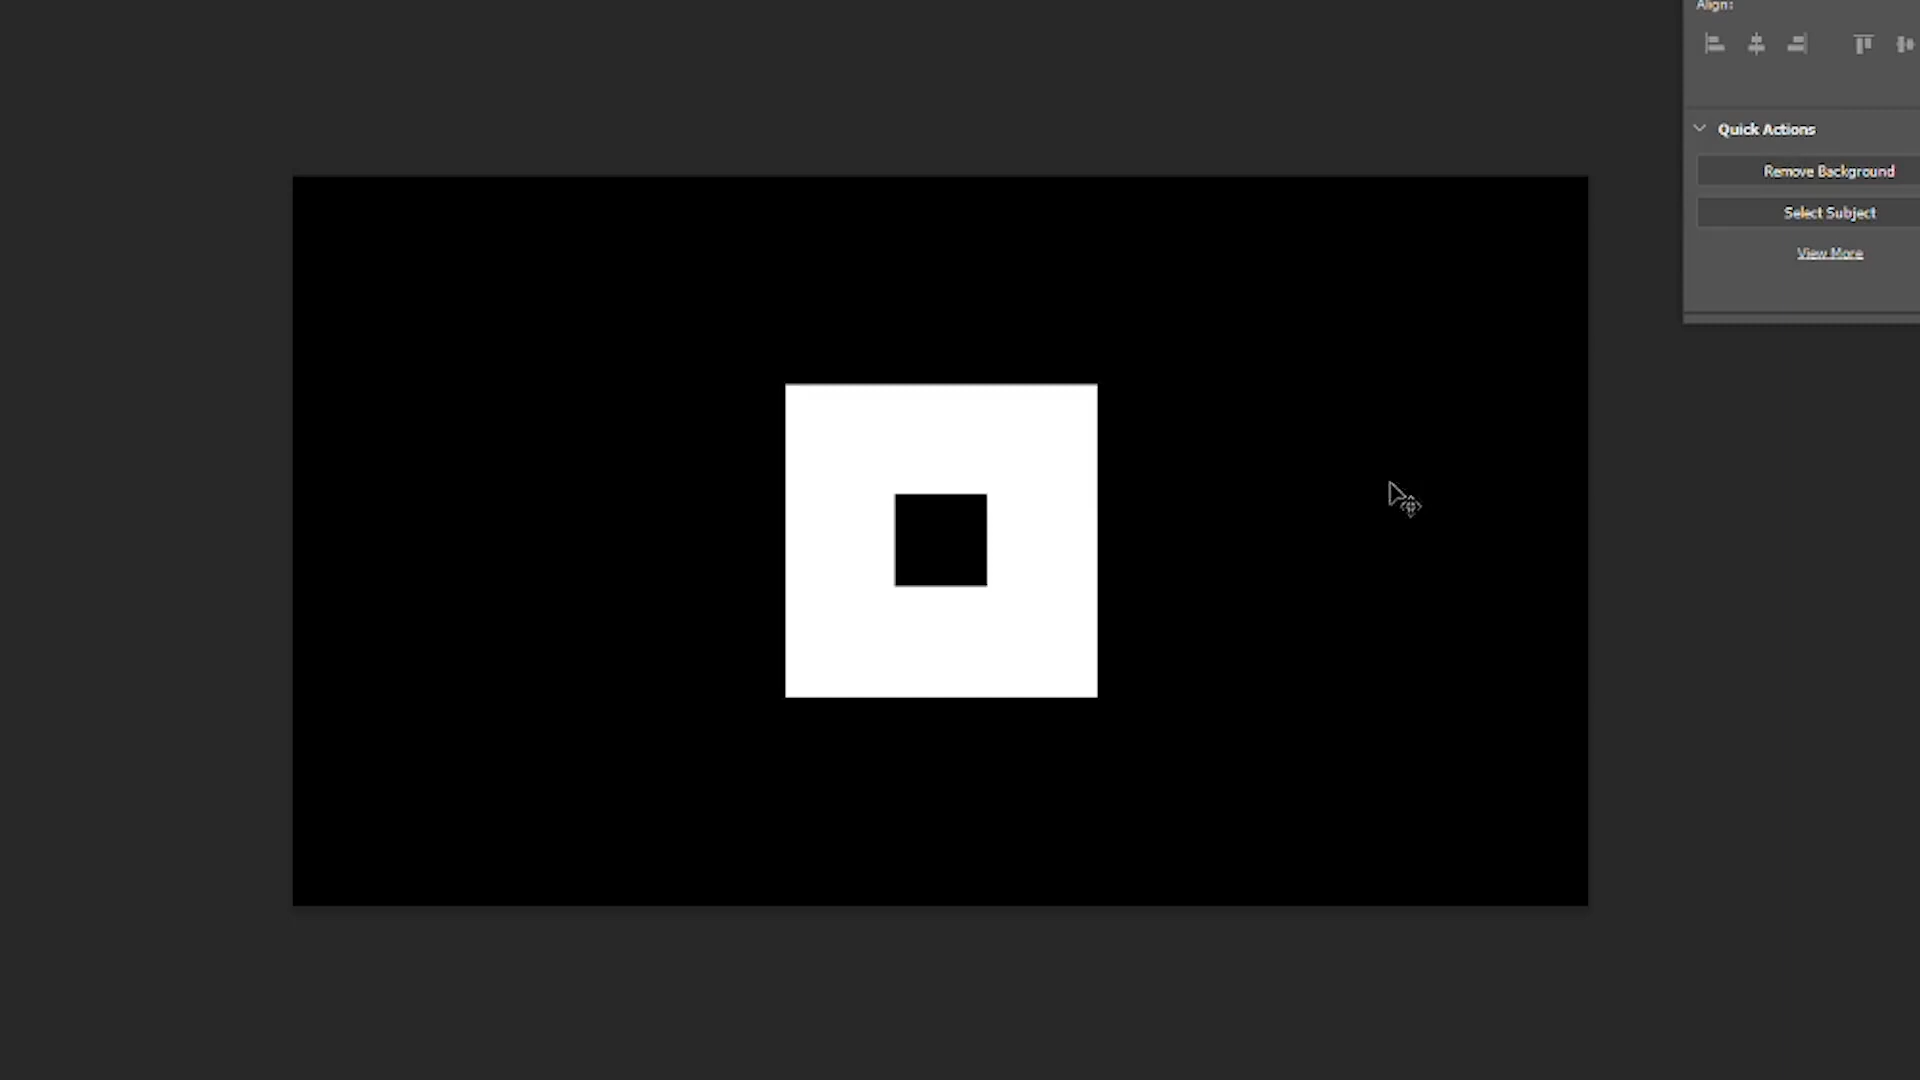 Align:
Quick Actions
Remove Background
Select Subject
View More